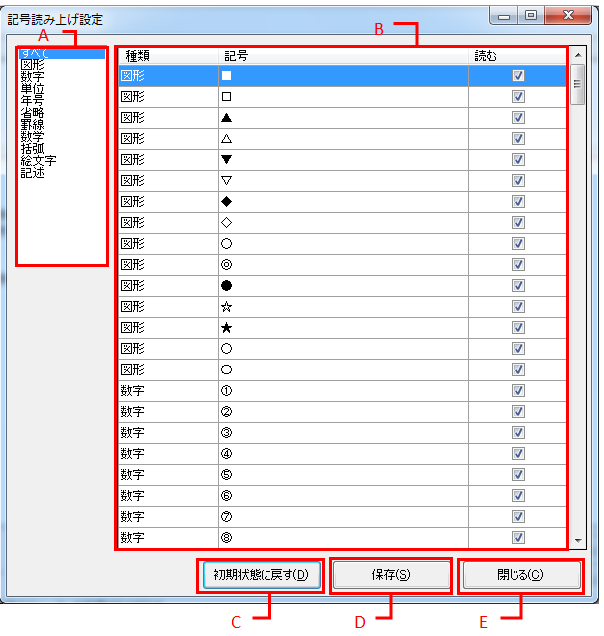 記号読み上げ設定
A
B
すべて
図形
数字
単位
年号
省略
罫線
数学
括弧
絵文字
記述
種類 記号 読む
図形 ■
図形 □
図形 ▲
図形 △
図形 ▼
図形 ▽
図形 ◆
図形 ◇
図形 ○
図形 ◎
図形 ●
図形 ☆
図形 ★
図形 ○
図形 ○
数字 ①
数字 ②
数字 ③
数字 ④
数字 ⑤
数字 ⑥
数字 ⑦
数字 ⑧
初期状態に戻す(D) 保存(S) 閉じる(C)
C D E